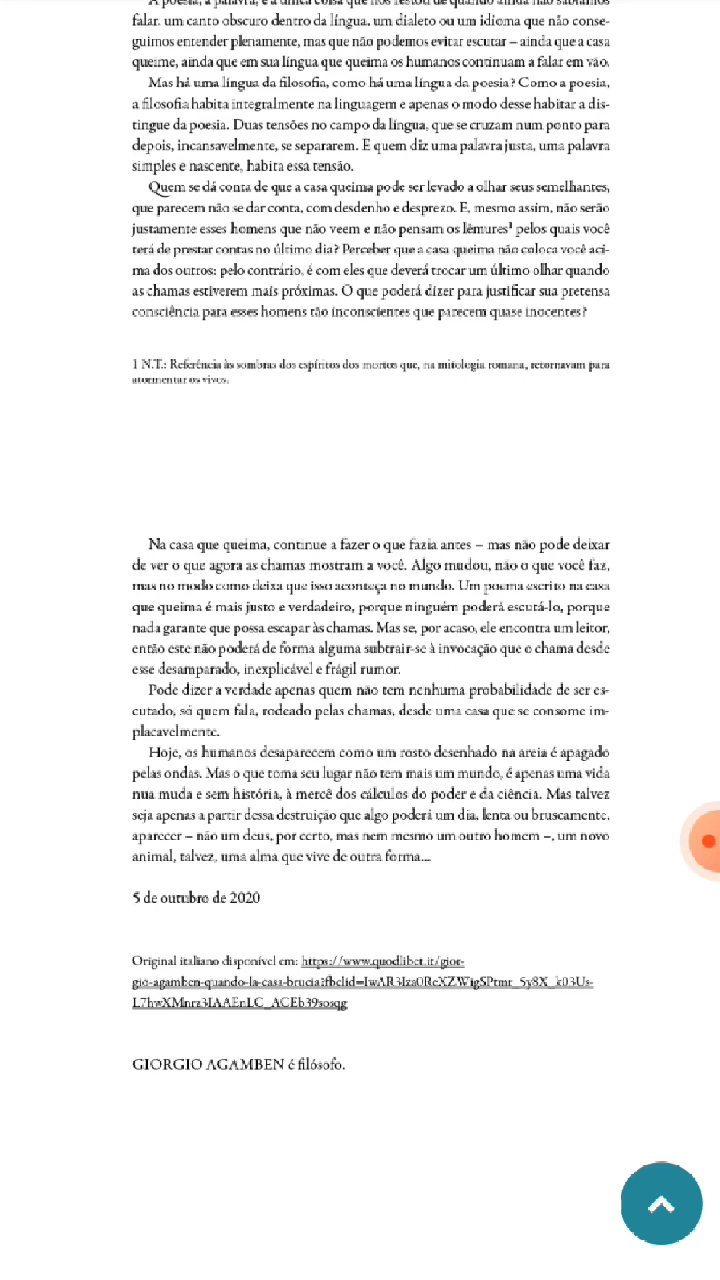 A poesia, a palavra, é a única coisa que nos restou de quando ainda não sabíamos
falar, um canto obscuro dentro da língua, um dialeto ou um idioma que não conse-
guimos entender plenamente, mas que não podemos evitar escutar – ainda que a casa
queime, ainda que em sua língua que queima os humanos continuam a falar em vão.
Mas há uma língua da filosofia, como há uma língua da poesia? Como a poesia,
a filosofia habita integralmente na linguagem e apenas o modo desse habitar a dis-
tingue da poesia. Duas tensões no campo da língua, que se cruzam num ponto para
depois, incansavelmente, se separarem. E quem diz uma palavra justa, uma palavra
simples e nascente, habita essa tensão.
Quem se dá conta de que a casa queima pode ser levado a olhar seus semelhantes,
que parecem não se dar conta, com desdenho e desprezo. E, mesmo assim, não serão
justamente esses homens que não veem e não pensam os lêmures¹ pelos quais você
terá de prestar contas no último dia? Perceber que a casa queima não coloca você aci-
ma dos outros: pelo contrário, é com eles que deverá trocar um último olhar quando
as chamas estiverem mais próximas. O que poderá dizer para justificar sua pretensa
consciência para esses homens tão inconscientes que parecem quase inocentes?
1 N.T.: Referência às sombras dos espíritos dos mortos que, na mitologia romana, retornavam para
atormentar os vivos.
Na casa que queima, continue a fazer o que fazia antes – mas não pode deixar
de ver o que agora as chamas mostram a você. Algo mudou, não o que você faz,
mas no modo como deixa que isso aconteça no mundo. Um poema escrito na casa
que queima é mais justo e verdadeiro, porque ninguém poderá escutá-lo, porque
nada garante que possa escapar às chamas. Mas se, por acaso, ele encontra um leitor,
então este não poderá de forma alguma subtrair-se à invocação que o chama desde
esse desamparado, inexplicável e frágil rumor.
Pode dizer a verdade apenas quem não tem nenhuma probabilidade de ser es-
cutado, só quem fala, rodeado pelas chamas, desde uma casa que se consome im-
placavelmente.
Hoje, os humanos desaparecem como um rosto desenhado na areia é apagado
pelas ondas. Mas o que toma seu lugar não tem mais um mundo, é apenas uma vida
nua muda e sem história, à mercê dos cálculos do poder e da ciência. Mas talvez
seja apenas a partir dessa destruição que algo poderá um dia, lenta ou bruscamente,
aparecer – não um deus, por certo, mas nem mesmo um outro homem –, um novo
animal, talvez, uma alma que vive de outra forma...
5 de outubro de 2020
Original italiano disponível em: https://www.quodlibet.it/gior-
gio-agamben-quando-la-casa-brucia?fbclid=IwAR3Iza0ReXZWigSPtmr_5y8X_k03Us-
L7hwXMnrz3IAAEnLC_ACEb39sosqg
GIORGIO AGAMBEN é filósofo.